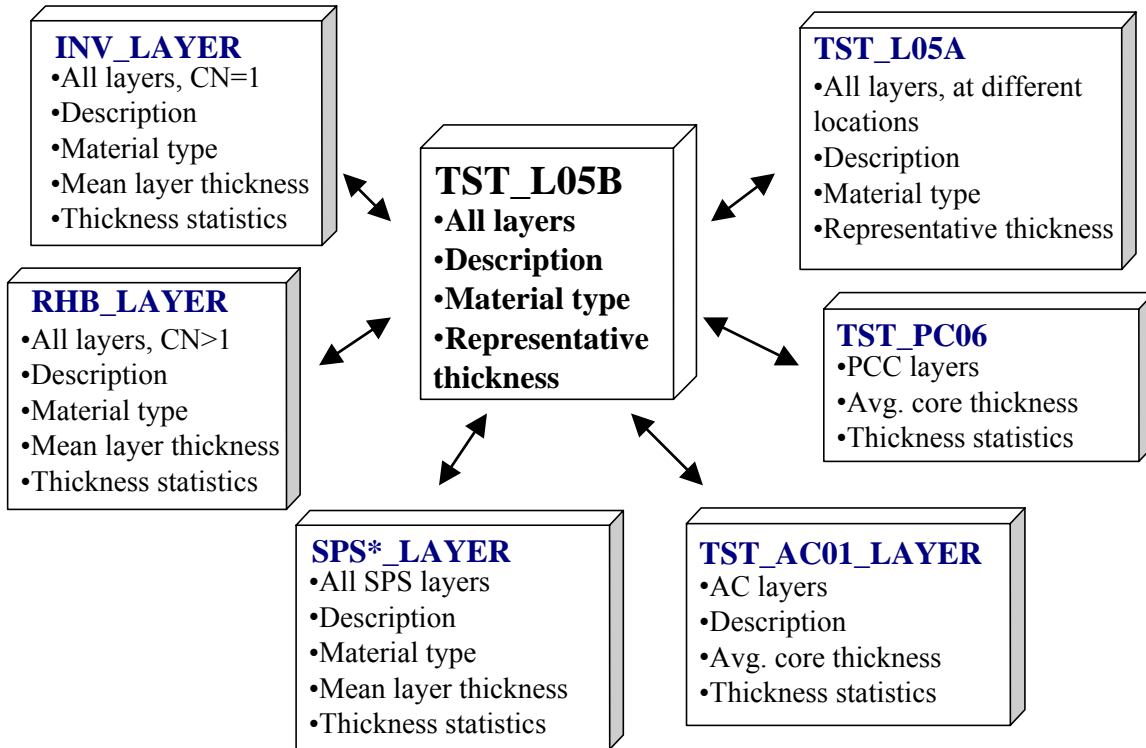 INV_LAYER
•All layers, CN=1
•Description
•Material type
•Mean layer thickness
•Thickness statistics
TST_L05A
•All layers, at different
locations
•Description
•Material type
•Representative thickness
TST_L05B
•All layers
•Description
•Material type
•Representative
thickness
RHB_LAYER
•All layers, CN>1
•Description
•Material type
•Mean layer thickness
•Thickness statistics
TST_PC06
•PCC layers
•Avg. core thickness
•Thickness statistics
SPS*_LAYER
•All SPS layers
•Description
•Material type
•Mean layer thickness
•Thickness statistics
TST_AC01_LAYER
•AC layers
•Description
•Avg. core thickness
•Thickness statistics